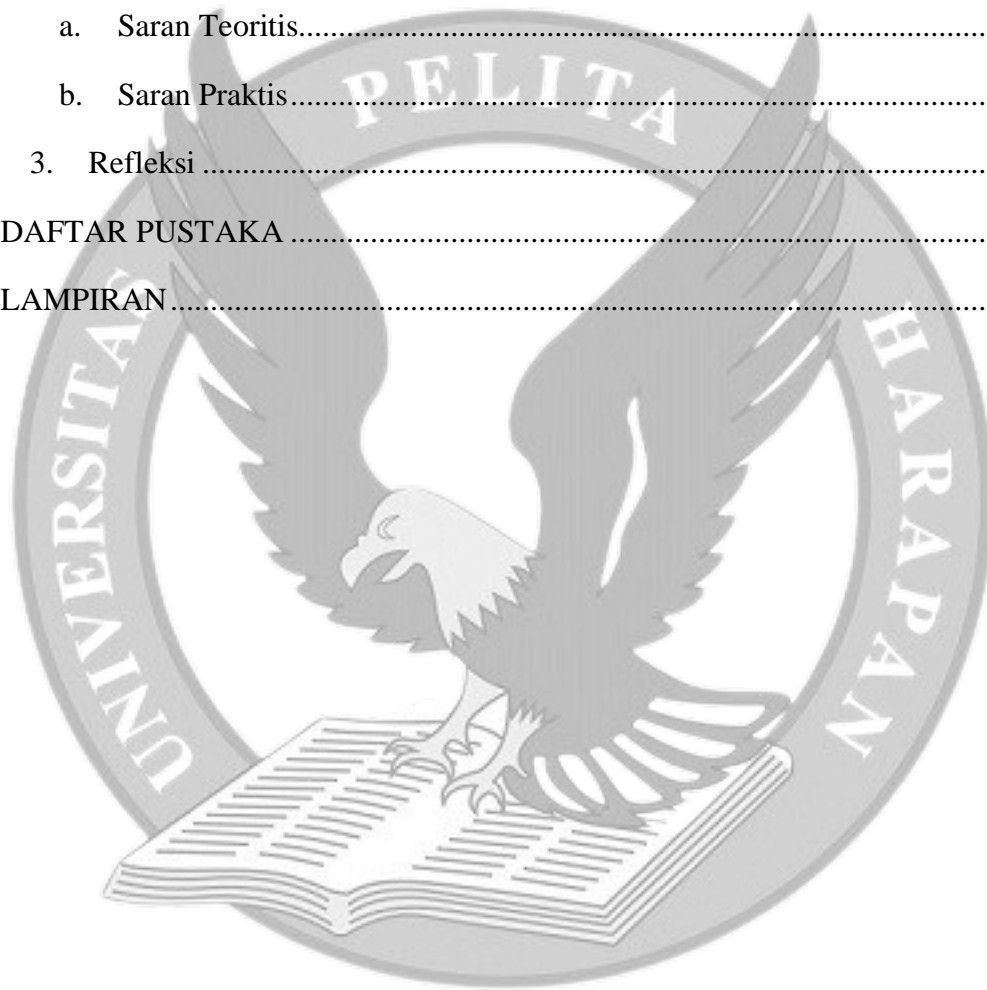 a. Saran Teoritis..........................................................................................
b. Saran Praktis...........................................................................................
3. Refleksi ......................................................................................................
DAFTAR PUSTAKA ..........................................................................................
LAMPIRAN..........................................................................................................
UNIVERSITAS PELITA HARAPAN